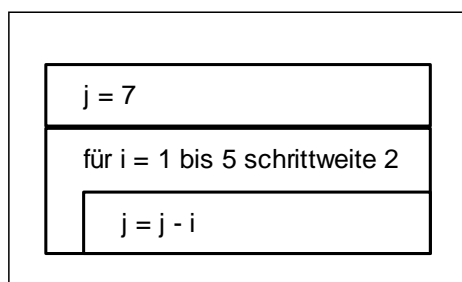 j = 7
für i = 1 bis 5 schrittweite 2
j = j - i